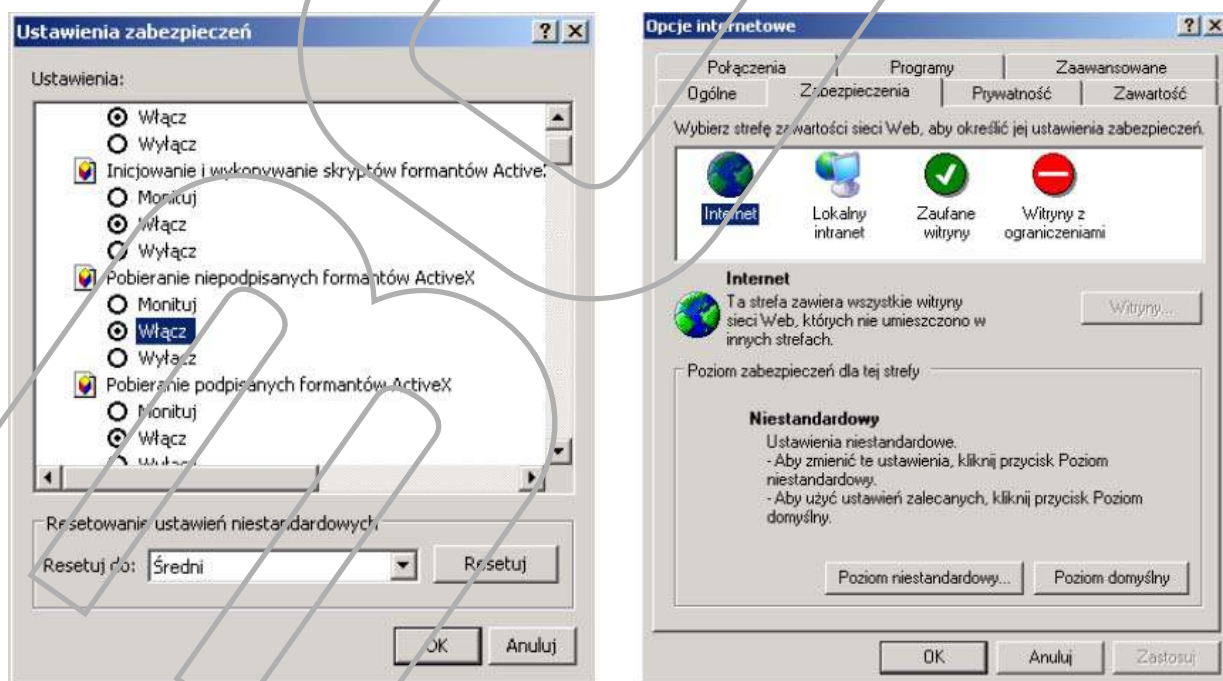 Ustawienia zabezpieczeń
Ustawienia:
Włącz
Wyłącz
Inicjowanie i wykonywanie skryptów formantów Active
Monituj
Włącz
Wyłącz
Pobieranie niepodpisanych formantów ActiveX
Monituj
Włącz
Wyłącz
Pobieranie podpisanych formantów ActiveX
Monituj
Włącz
Resetowanie ustawień niestandardowych
Resetuj do: Średni Resetuj
OK Anuluj
Opcje internetowe
Połączenia Programy Zaawansowane
Ogólne Zabezpieczenia Prywatność Zawartość
Wybierz strefę zawartości sieci Web, aby określić jej ustawienia zabezpieczeń.
Internet Lokalny intranet Zaufane witryny Witryny z ograniczeniami
Internet
Ta strefa zawiera wszystkie witryny
sieci Web, których nie umieszczono w
innych strefach.
Witryny...
Poziom zabezpieczeń dla tej strefy
Niestandardowy
Ustawienia niestandardowe.
- Aby zmienić te ustawienia, kliknij przycisk Poziom
niestandardowy.
- Aby użyć ustawień zalecanych, kliknij przycisk Poziom
domyślny.
Poziom niestandardowy... Poziom domyślny
OK Anuluj Zastosuj